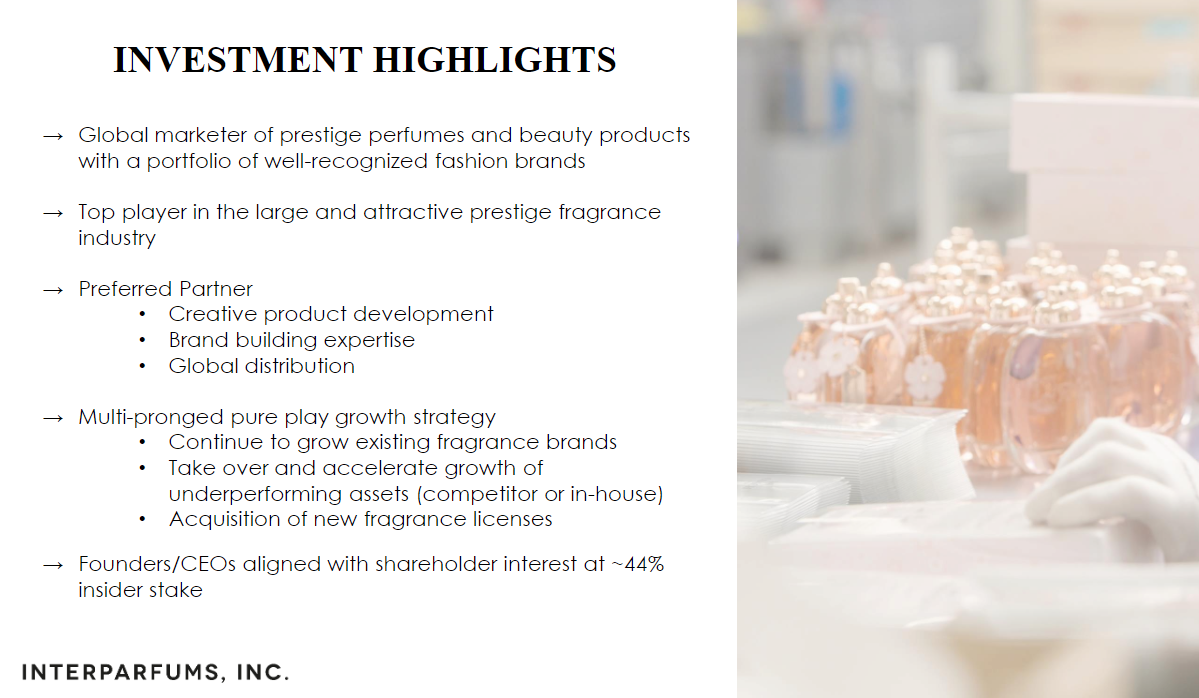 INVESTMENT HIGHLIGHTS
→ Global marketer of prestige perfumes and beauty products
with a portfolio of well-recognized fashion brands
→ Top player in the large and attractive prestige fragrance
industry
→ Preferred Partner
• Creative product development
• Brand building expertise
• Global distribution
→ Multi-pronged pure play growth strategy
• Continue to grow existing fragrance brands
• Take over and accelerate growth of
underperforming assets (competitor or in-house)
• Acquisition of new fragrance licenses
→ Founders/CEOs aligned with shareholder interest at ~44%
insider stake
INTERPARFUMS, INC.